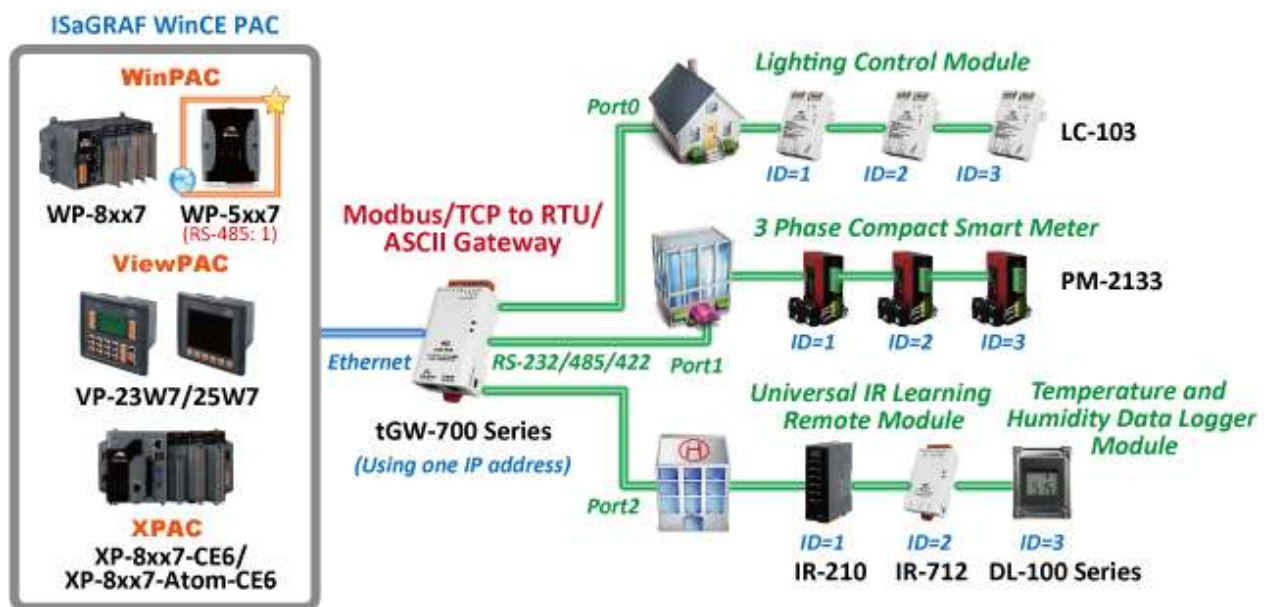 ISaGRAF WinCE PAC
WinPAC
WP-8xx7
WP-5xx7
(RS-485: 1)
ViewPAC
VP-23W7/25W7
XPAC
XP-8xx7-CE6/
XP-8xx7-Atom-CE6
Modbus/TCP to RTU/
ASCII Gateway
Ethernet
RS-232/485/422
tGW-700 Series
(Using one IP address)
Port0
Lighting Control Module
LC-103
ID=1
ID=2
ID=3
3 Phase Compact Smart Meter
PM-2133
Port1
ID=1
ID=2
ID=3
Universal IR Learning
Remote Module
Temperature and
Humidity Data Logger
Module
H
Port2
ID=1
ID=2
ID=3
IR-210
IR-712
DL-100 Series